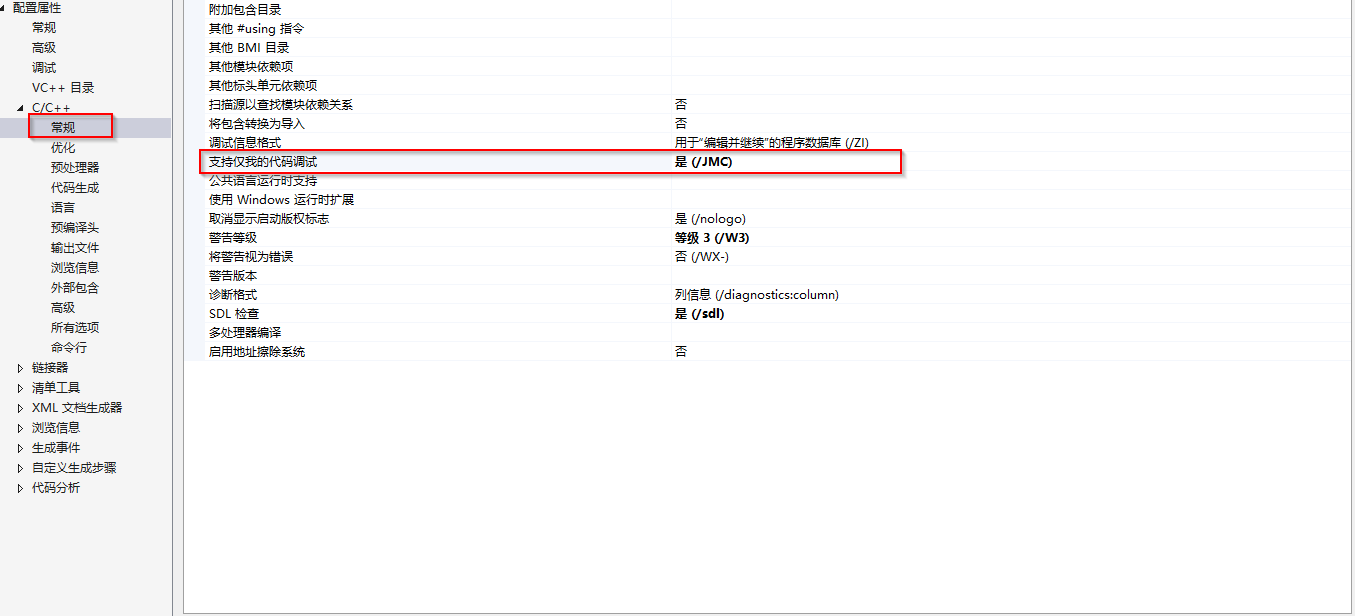 配置属性
常规
高级
调试
VC++ 目录
C/C++
常规
优化
预处理器
代码生成
语言
预编译头
输出文件
浏览信息
外部包含
高级
所有选项
命令行
链接器
清单工具
XML 文档生成器
浏览信息
生成事件
自定义生成步骤
代码分析
附加包含目录
其他 #using 指令
其他 BMI 目录
其他模块依赖项
其他标头单元依赖项
扫描源以查找模块依赖关系 否
将包含转换为导入 否
调试信息格式 用于“编辑并继续”的程序数据库 (/ZI)
支持仅我的代码调试 是 (/JMC)
公共语言运行时支持
使用 Windows 运行时扩展
取消显示启动版权标志 是 (/nologo)
警告等级 等级 3 (/W3)
将警告视为错误 否 (/WX-)
警告版本
诊断格式 列信息 (/diagnostics:column)
SDL 检查 是 (/sdl)
多处理器编译
启用地址擦除系统 否